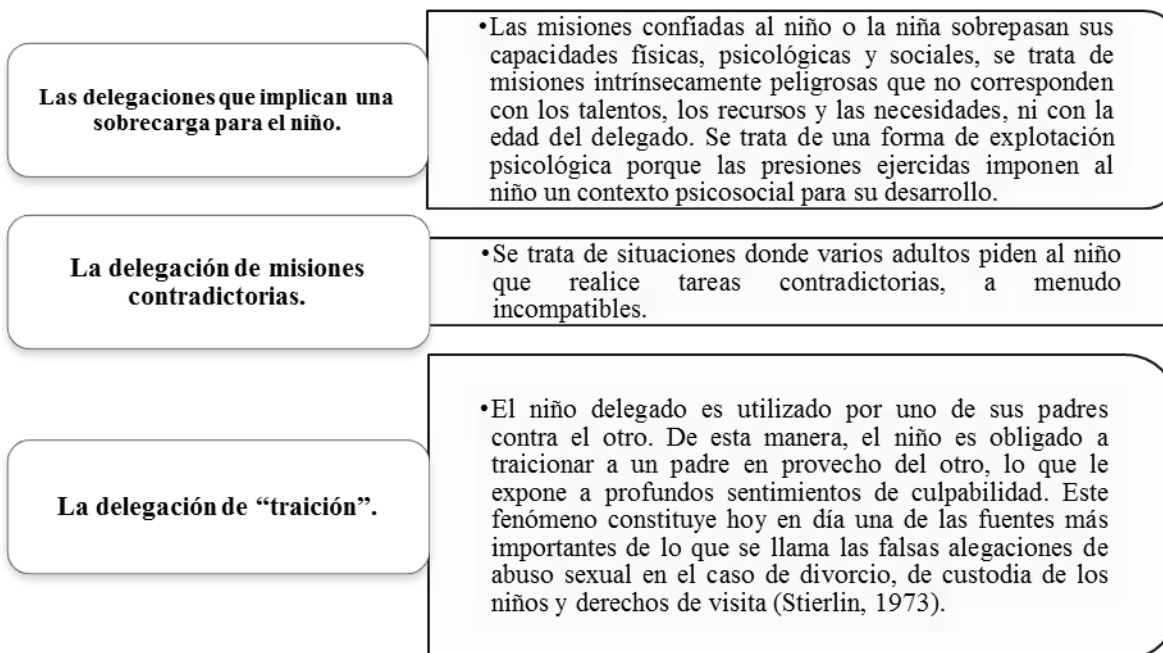 Las delegaciones que implican una
sobrecarga para el niño.
•Las misiones confiadas al niño o la niña sobrepasan sus
capacidades físicas, psicológicas y sociales, se trata de
misiones intrínsecamente peligrosas que no corresponden
con los talentos, los recursos y las necesidades, ni con la
edad del delegado. Se trata de una forma de explotación
psicológica porque las presiones ejercidas imponen al
niño un contexto psicosocial para su desarrollo.
La delegación de misiones
contradictorias.
•Se trata de situaciones donde varios adultos piden al niño
que realice tareas contradictorias, a menudo
incompatibles.
La delegación de “traición”.
•El niño delegado es utilizado por uno de sus padres
contra el otro. De esta manera, el niño es obligado a
traicionar a un padre en provecho del otro, lo que le
expone a profundos sentimientos de culpabilidad. Este
fenómeno constituye hoy en día una de las fuentes más
importantes de lo que se llama las falsas alegaciones de
abuso sexual en el caso de divorcio, de custodia de los
niños y derechos de visita (Stierlin, 1973).